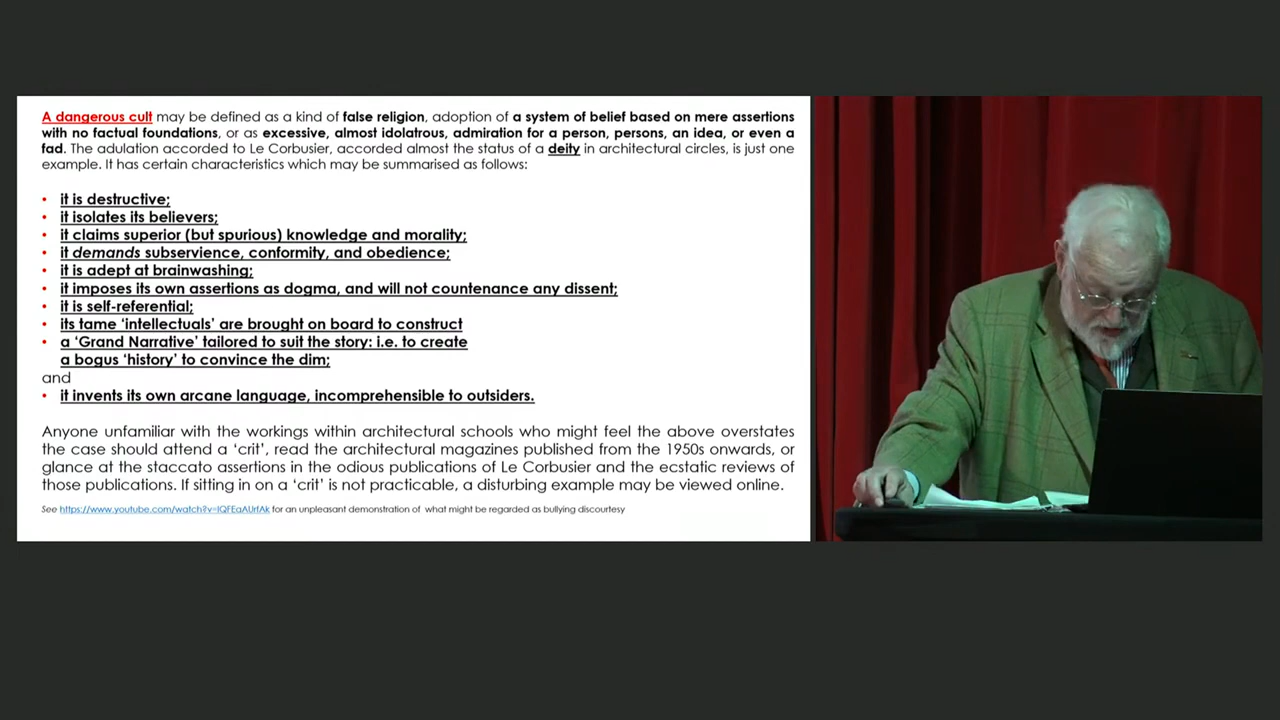 A dangerous cult may be defined as a kind of false religion, adoption of a system of belief based on mere assertions
with no factual foundations, or as excessive, almost idolatrous, admiration for a person, persons, an idea, or even a
fad. The adulation accorded to Le Corbusier, accorded almost the status of a deity in architectural circles, is just one
example. It has certain characteristics which may be summarised as follows:
• it is destructive;
• it isolates its believers;
• it claims superior (but spurious) knowledge and morality;
• it demands subservience, conformity, and obedience;
• it is adept at brainwashing;
• it imposes its own assertions as dogma, and will not countenance any dissent;
• it is self-referential;
• its tame ‘intellectuals’ are brought on board to construct
• a ‘Grand Narrative’ tailored to suit the story: i.e. to create
a bogus ‘history’ to convince the dim;
and
• it invents its own arcane language, incomprehensible to outsiders.
Anyone unfamiliar with the workings within architectural schools who might feel the above overstates
the case should attend a ‘crit’, read the architectural magazines published from the 1950s onwards, or
glance at the staccato assertions in the odious publications of Le Corbusier and the ecstatic reviews of
those publications. If sitting in on a ‘crit’ is not practicable, a disturbing example may be viewed online.
See for an unpleasant demonstration of what might be regarded as bullying discourtesy